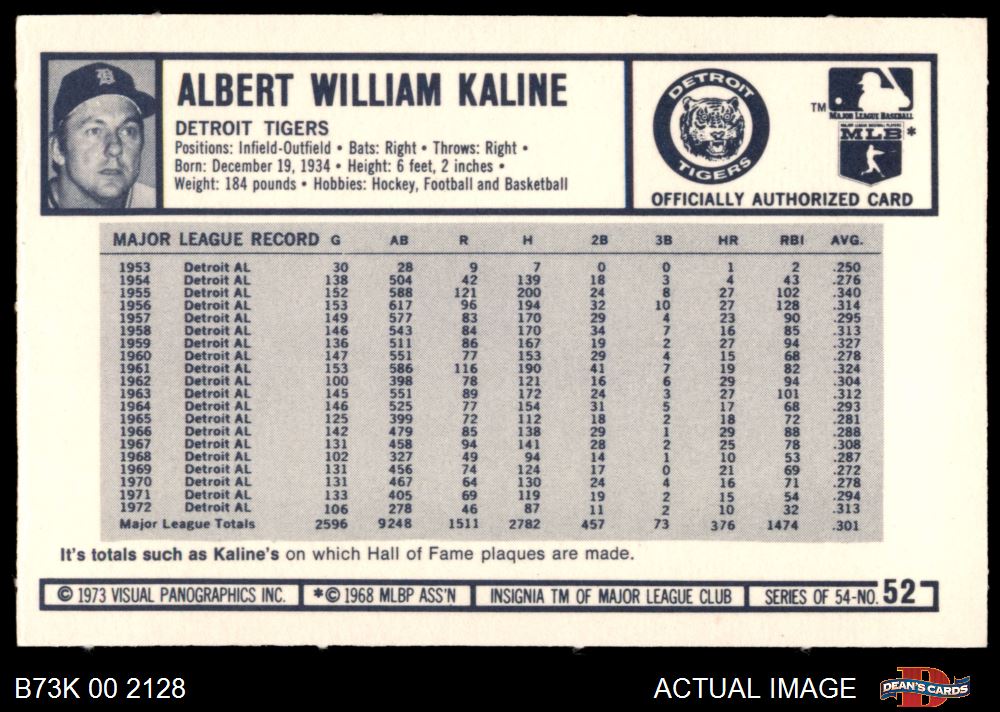 ALBERT WILLIAM KALINE
DETROIT TIGERS
Positions: Infield-Outfield • Bats: Right • Throws: Right •
Born: December 19, 1934 • Height: 6 feet, 2 inches •
Weight: 184 pounds • Hobbies: Hockey, Football and Basketball
DETROIT
TIGERS
TM
MAJOR LEAGUE BASEBALL
MAJOR LEAGUE BASEBALL PLAYERS
MLB*
OFFICIALLY AUTHORIZED CARD
MAJOR LEAGUE RECORD G AB R H 2B 3B HR RBI AVG.
1953 Detroit AL 30 28 9 7 0 0 1 2 .250
1954 Detroit AL 138 504 42 139 18 3 4 43 .276
1955 Detroit AL 152 588 121 200 24 8 27 102 .340
1956 Detroit AL 153 617 96 194 32 10 27 128 .314
1957 Detroit AL 149 577 83 170 29 4 23 90 .295
1958 Detroit AL 146 543 84 170 34 7 16 85 .313
1959 Detroit AL 136 511 86 167 19 2 27 94 .327
1960 Detroit AL 147 551 77 153 29 4 15 68 .278
1961 Detroit AL 153 586 116 190 41 7 19 82 .324
1962 Detroit AL 100 398 78 121 16 6 29 94 .304
1963 Detroit AL 145 551 89 172 24 3 27 101 .312
1964 Detroit AL 146 525 77 154 31 5 17 68 .293
1965 Detroit AL 125 399 72 112 18 2 18 72 .281
1966 Detroit AL 142 479 85 138 29 1 29 88 .288
1967 Detroit AL 131 458 94 141 28 2 25 78 .308
1968 Detroit AL 102 327 49 94 14 1 10 53 .287
1969 Detroit AL 131 456 74 124 17 0 21 69 .272
1970 Detroit AL 131 467 64 130 24 4 16 71 .278
1971 Detroit AL 133 405 69 119 19 2 15 54 .294
1972 Detroit AL 106 278 46 87 11 2 10 32 .313
Major League Totals 2596 9248 1511 2782 457 73 376 1474 .301
It's totals such as Kaline's on which Hall of Fame plaques are made.
© 1973 VISUAL PANOGRAPHICS INC. *© 1968 MLBP ASS'N INSIGNIA TM OF MAJOR LEAGUE CLUB SERIES OF 54-NO. 52
B73K 00 2128 ACTUAL IMAGE DEAN'S CARDS